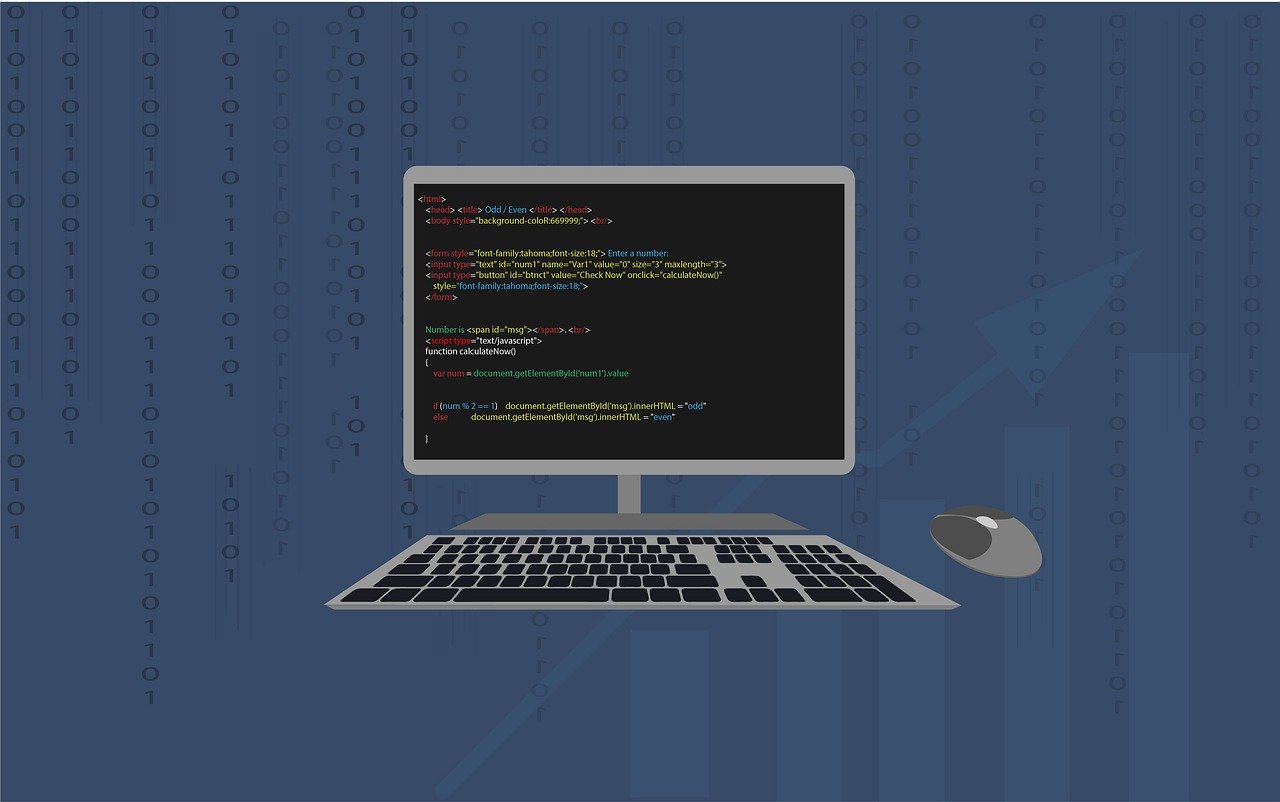 <html>
<head> <title> Odd / Even </title> </head>
<body style="background-coloR:669999;"> <br/>
<form style="font-family:tahoma;font-size:18;"> Enter a number:
<input type="text" id="num1" name="Var1" value="0" size="3" maxlength="3">
<input type="button" id="btnct" value="Check Now" onclick="calculateNow()"
style="font-family:tahoma;font-size:18;">
</form>
Number is <span id="msg"></span>, <br/>
<script type="text/javascript">
function calculateNow()
{
var num = document.getElementById('num1').value
if (num % 2 == 1) document.getElementById('msg').innerHTML = "odd"
else document.getElementById('msg').innerHTML = "even"
}